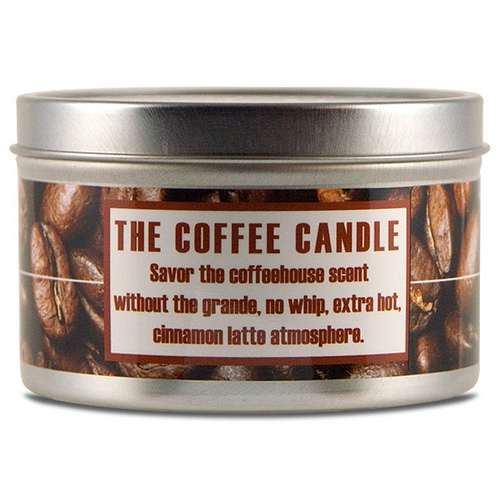 THE COFFEE CANDLE
Savor the coffeehouse scent
without the grande, no whip, extra hot,
cinnamon latte atmosphere.